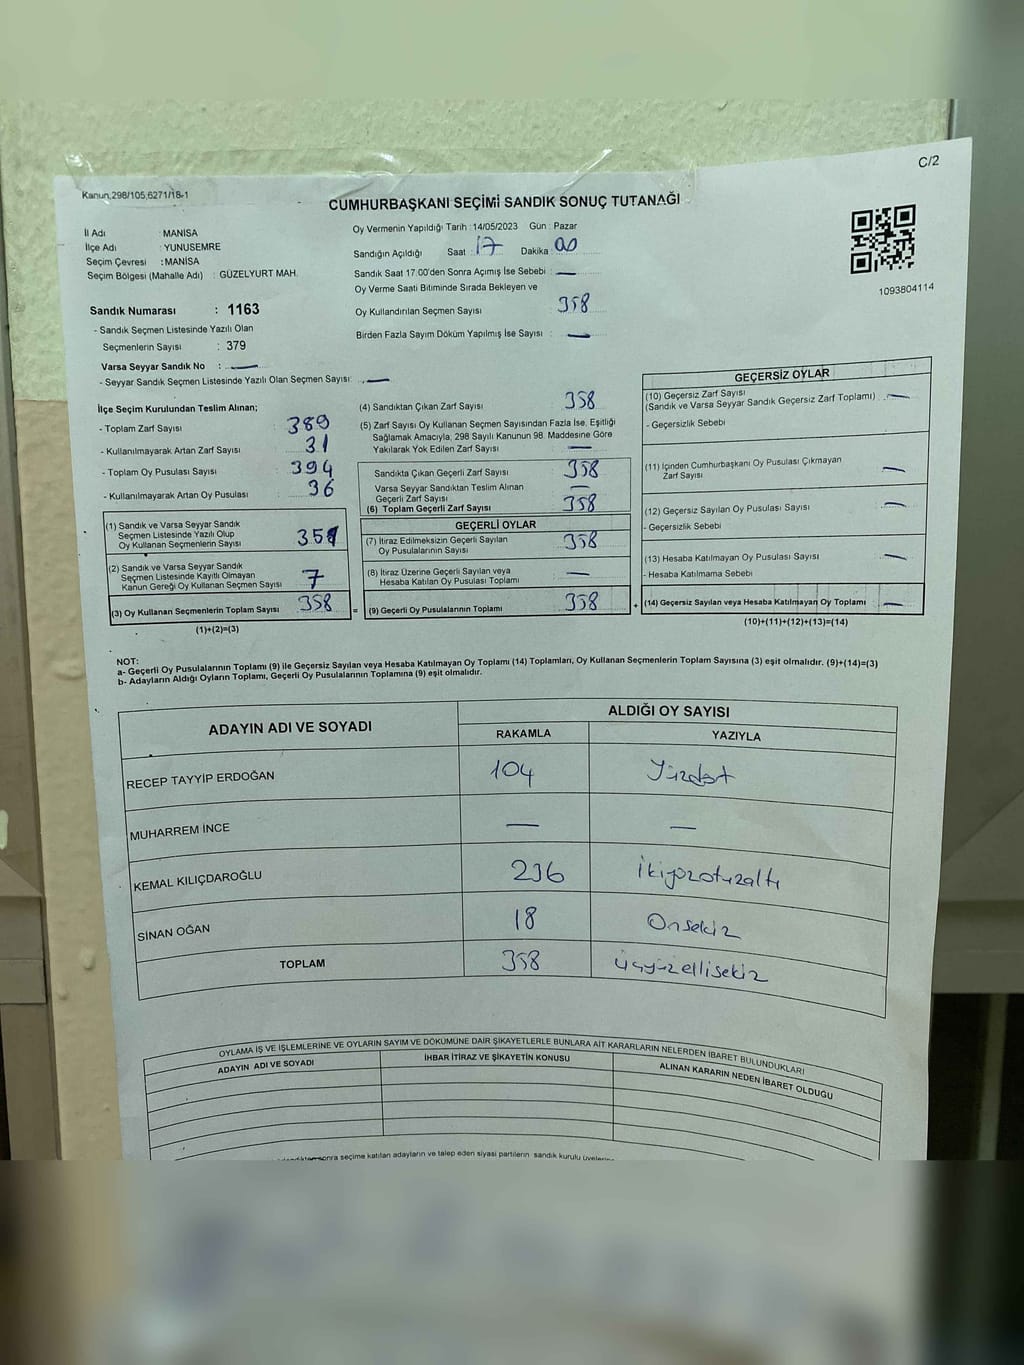 C/2
Kanun,298/105,6271/18-1
CUMHURBAŞKANI SEÇİMİ SANDIK SONUÇ TUTANAĞI
İl Adı : MANİSA
İlçe Adı : YUNUSEMRE
Seçim Çevresi : MANİSA
Seçim Bölgesi (Mahalle Adı) : GÜZELYURT MAH.
Sandık Numarası : 1163
- Sandık Seçmen Listesinde Yazılı Olan
Seçmenlerin Sayısı : 379
Varsa Seyyar Sandık No : —
- Seyyar Sandık Seçmen Listesinde Yazılı Olan Seçmen Sayısı: —
Oy Vermenin Yapıldığı Tarih : 14/05/2023 Gün : Pazar
Sandığın Açıldığı Saat : 17 Dakika : 00
Sandık Saat 17:00'den Sonra Açımış İse Sebebi : —
Oy Verme Saati Bitiminde Sırada Bekleyen ve
Oy Kullandırılan Seçmen Sayısı 358
Birden Fazla Sayım Döküm Yapılmış İse Sayısı : —
1093804114
İlçe Seçim Kurulundan Teslim Alınan;
- Toplam Zarf Sayısı : 389
- Kullanılmayarak Artan Zarf Sayısı : 31
- Toplam Oy Pusulası Sayısı : 394
- Kullanılmayarak Artan Oy Pusulası : 36
(1) Sandık ve Varsa Seyyar Sandık
Seçmen Listesinde Yazılı Olup
Oy Kullanan Seçmenlerin Sayısı 351
(2) Sandık ve Varsa Seyyar Sandık
Seçmen Listesinde Kayıtlı Olmayan
Kanun Gereği Oy Kullanan Seçmen Sayısı 7
(3) Oy Kullanan Seçmenlerin Toplam Sayısı 358
(1)+(2)=(3)
(4) Sandıktan Çıkan Zarf Sayısı 358
(5) Zarf Sayısı Oy Kullanan Seçmen Sayısından Fazla İse, Eşitliği
Sağlamak Amacıyla, 298 Sayılı Kanunun 98. Maddesine Göre
Yakılarak Yok Edilen Zarf Sayısı —
Sandıkta Çıkan Geçerli Zarf Sayısı 358
Varsa Seyyar Sandıktan Teslim Alınan
Geçerli Zarf Sayısı —
(6) Toplam Geçerli Zarf Sayısı 358
GEÇERLİ OYLAR
(7) İtiraz Edilmeksizin Geçerli Sayılan
Oy Pusulalarının Sayısı 358
(8) İtiraz Üzerine Geçerli Sayılan veya
Hesaba Katılan Oy Pusulası Toplamı —
= (9) Geçerli Oy Pusulalarının Toplamı 358 +
GEÇERSİZ OYLAR
(10) Geçersiz Zarf Sayısı
(Sandık ve Varsa Seyyar Sandık Geçersiz Zarf Toplamı) —
- Geçersizlik Sebebi
(11) İçinden Cumhurbaşkanı Oy Pusulası Çıkmayan
Zarf Sayısı —
(12) Geçersiz Sayılan Oy Pusulası Sayısı —
- Geçersizlik Sebebi
(13) Hesaba Katılmayan Oy Pusulası Sayısı —
- Hesaba Katılmama Sebebi
(14) Geçersiz Sayılan veya Hesaba Katılmayan Oy Toplamı —
(10)+(11)+(12)+(13)=(14)
NOT:
a- Geçerli Oy Pusulalarının Toplamı (9) ile Geçersiz Sayılan veya Hesaba Katılmayan Oy Toplamı (14) Toplamları, Oy Kullanan Seçmenlerin Toplam Sayısına (3) eşit olmalıdır. (9)+(14)=(3)
b- Adayların Aldığı Oyların Toplamı, Geçerli Oy Pusulalarının Toplamına (9) eşit olmalıdır.
ADAYIN ADI VE SOYADI ALDIĞI OY SAYISI
RAKAMLA YAZIYLA
RECEP TAYYİP ERDOĞAN 104 Yüzdört
MUHARREM İNCE — —
KEMAL KILIÇDAROĞLU 236 İkiyüzotuzaltı
SİNAN OĞAN 18 Onsekiz
TOPLAM 358 üçyüzellisekiz
OYLAMA İŞ VE İŞLEMLERİNE VE OYLARIN SAYIM VE DÖKÜMÜNE DAİR ŞİKAYETLERLE BUNLARA AİT KARARLARIN NELERDEN İBARET BULUNDUKLARI
ADAYIN ADI VE SOYADI İHBAR İTİRAZ VE ŞİKAYETİN KONUSU ALINAN KARARIN NEDEN İBARET OLDUĞU
sonra seçime katılan adayların ve talep eden siyasi partilerin sandık kurulu